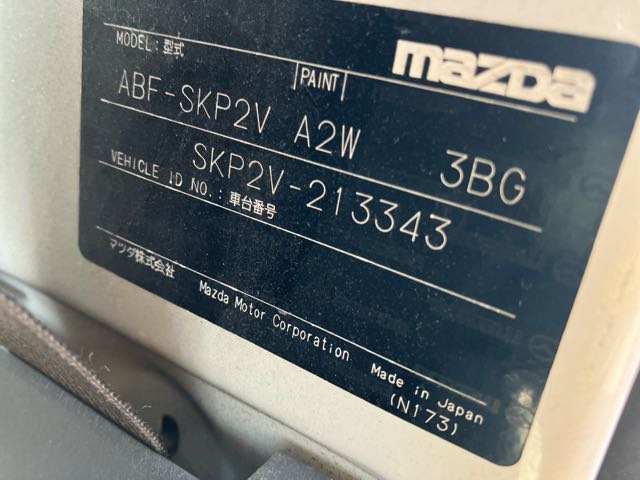 MODEL:型式
PAINT
mazda
ABF-SKP2V A2W 3BG
SKP2V-213343
VEHICLE ID NO.:車台番号
マツダ株式会社 Mazda Motor Corporation Made in Japan
(N173)